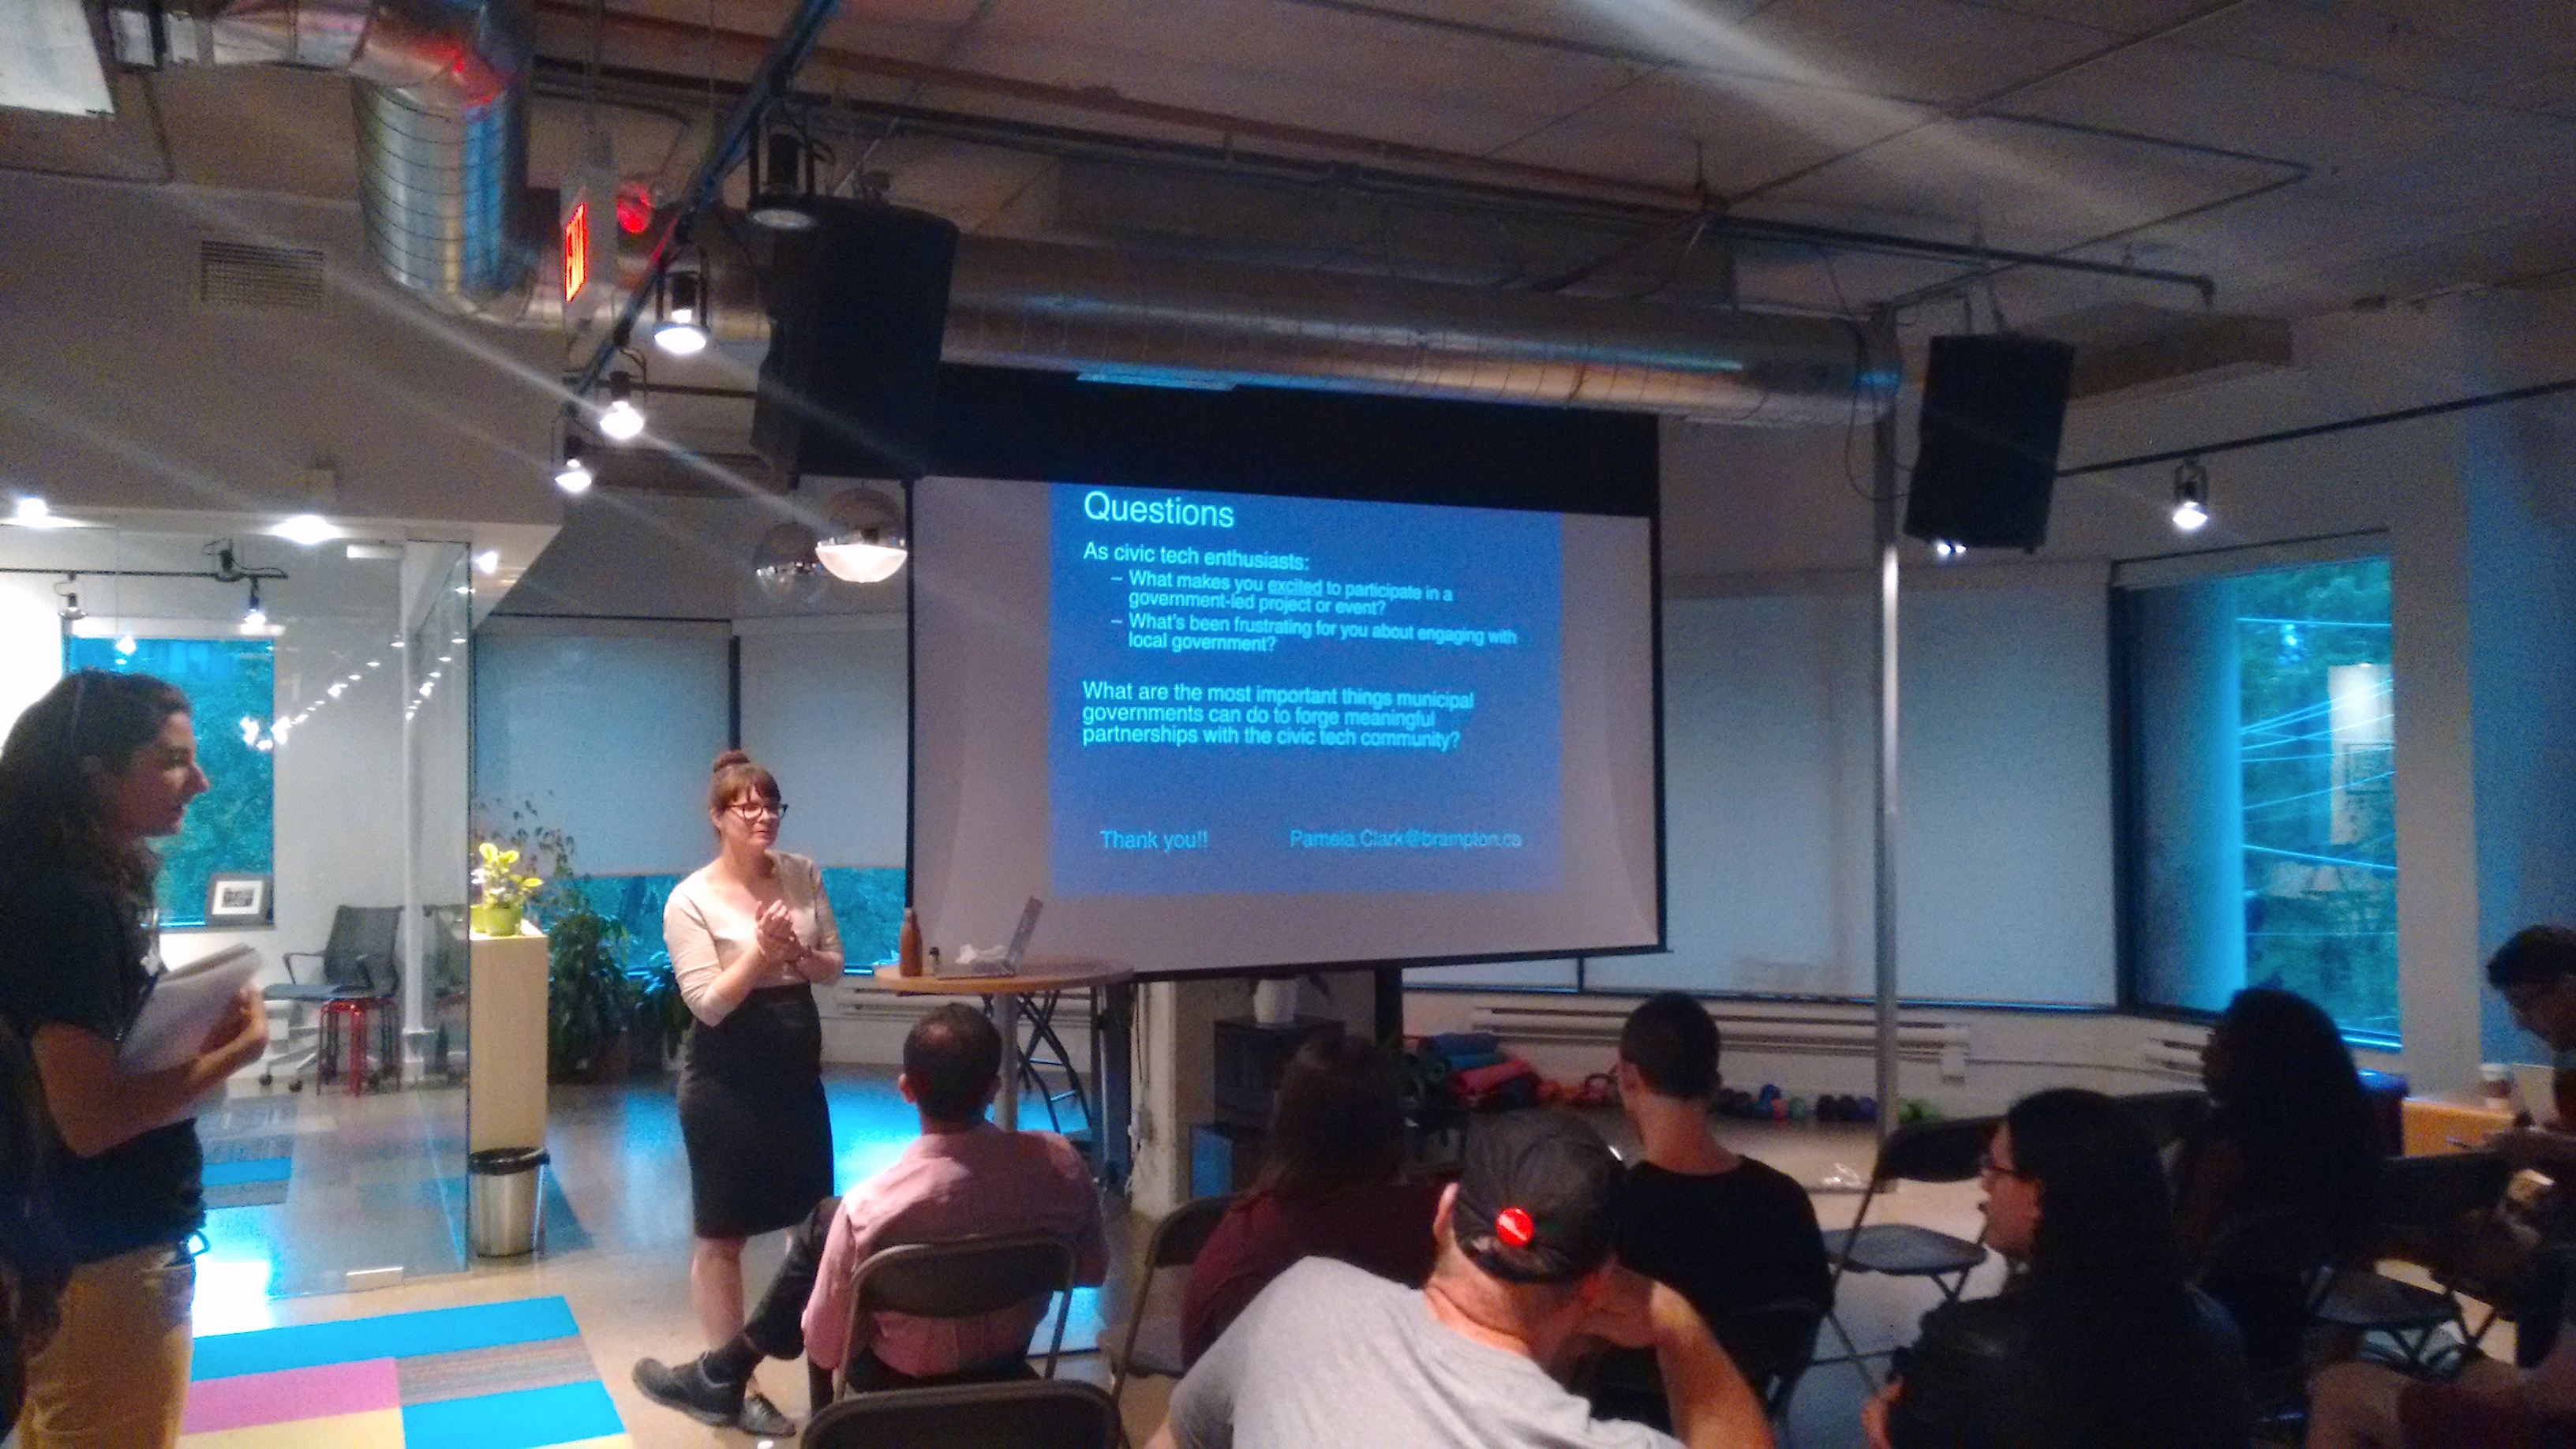 EXIT
Questions
As civic tech enthusiasts:
– What makes you excited to participate in a
government-led project or event?
– What's been frustrating for you about engaging with
local government?
What are the most important things municipal
governments can do to forge meaningful
partnerships with the civic tech community?
Thank you!! Pamela.Clark@brampton.ca